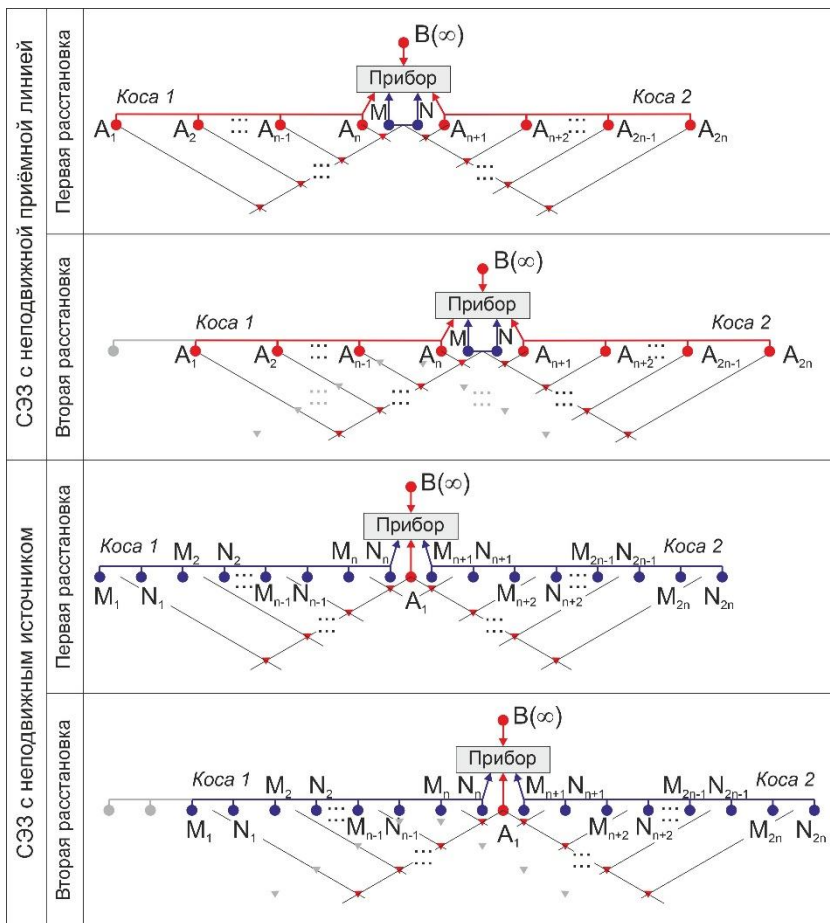 СЭЗ с неподвижной приёмной линией
Первая расстановка
B(∞)
Прибор
Коса 1
M N
Коса 2
A₁ A₂ Aₙ₋₁ Aₙ Aₙ₊₁ Aₙ₊₂ A₂ₙ₋₁ A₂ₙ
Вторая расстановка
B(∞)
Прибор
Коса 1
M N
Коса 2
A₁ A₂ Aₙ₋₁ Aₙ Aₙ₊₁ Aₙ₊₂ A₂ₙ₋₁ A₂ₙ
СЭЗ с неподвижным источником
Первая расстановка
B(∞)
Прибор
Коса 1
Коса 2
M₂ N₂ Mₙ Nₙ Mₙ₊₁ Nₙ₊₁ M₂ₙ₋₁ N₂ₙ₋₁
M₁ N₁ Mₙ₋₁ Nₙ₋₁ A₁ Mₙ₊₂ Nₙ₊₂ M₂ₙ N₂ₙ
Вторая расстановка
B(∞)
Прибор
Коса 1
Коса 2
M₂ N₂ Mₙ Nₙ Mₙ₊₁ Nₙ₊₁ M₂ₙ₋₁ N₂ₙ₋₁
M₁ N₁ Mₙ₋₁ Nₙ₋₁ A₁ Mₙ₊₂ Nₙ₊₂ M₂ₙ N₂ₙ